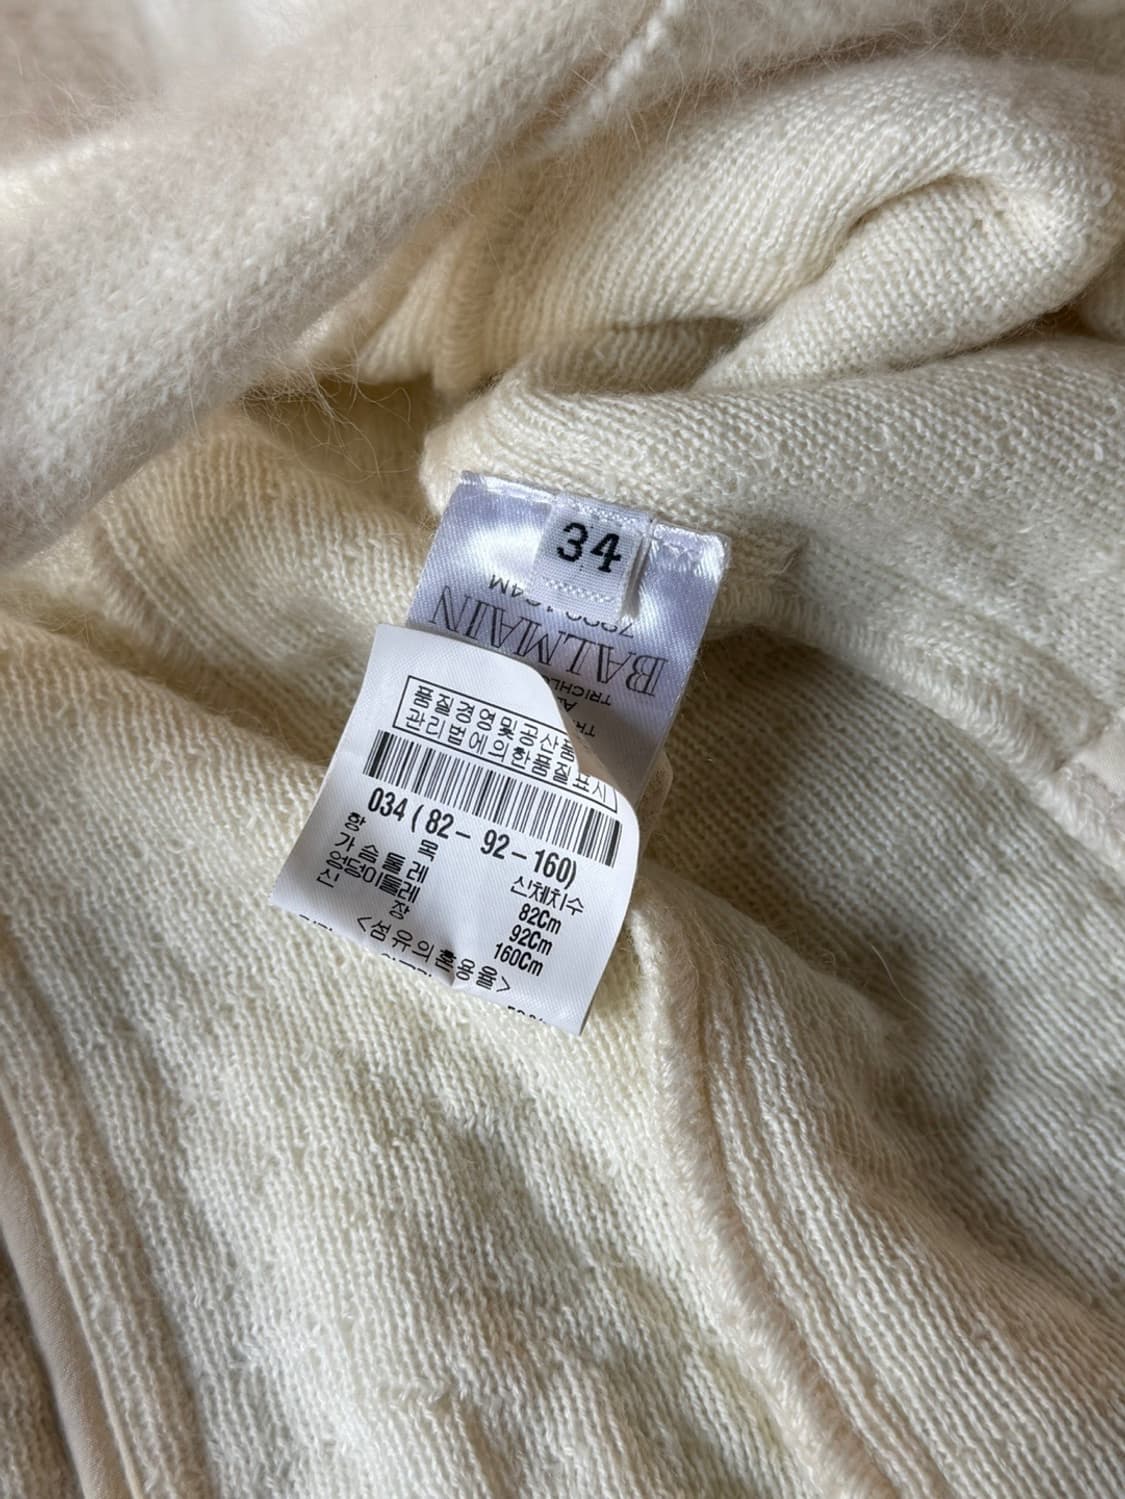 34
BALMAIN
품질경영및공산품
관리법에의한품질표시
034 ( 82 - 92 - 160)
항 목 신체치수
가슴둘레 82Cm
엉덩이둘레 92Cm
신 장 160Cm
<섬유의혼용율>